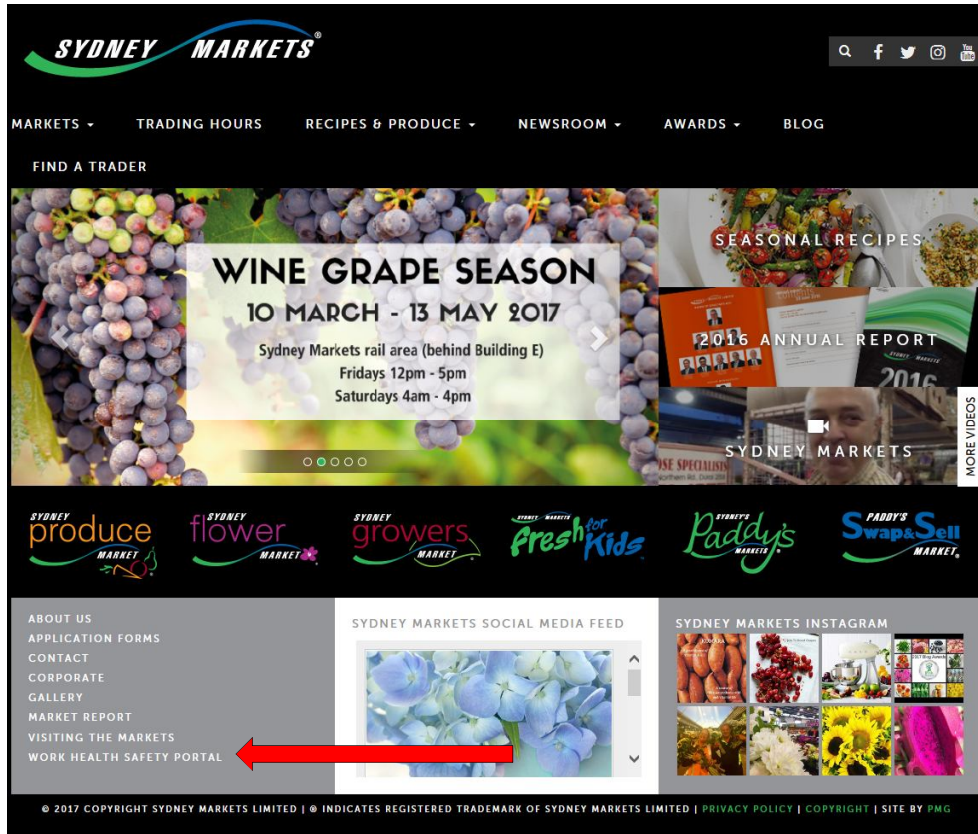 SYDNEY MARKETS®
You
Tube
MARKETS
TRADING HOURS
RECIPES & PRODUCE
NEWSROOM
AWARDS
BLOG
FIND A TRADER
WINE GRAPE SEASON
10 MARCH - 13 MAY 2017
Sydney Markets rail area (behind Building E)
Fridays 12pm - 5pm
Saturdays 4am - 4pm
SEASONAL RECIPES
2016 ANNUAL REPORT
2016
SYDNEY MARKETS
MORE VIDEOS
SYDNEY
produce
MARKET
SYDNEY
flower
MARKET
SYDNEY
growers
MARKET
SYDNEY MARKETS
fresh for Kids
SYDNEY'S
Paddy's
MARKETS
PADDY'S
Swap & Sell
MARKET
ABOUT US
APPLICATION FORMS
CONTACT
CORPORATE
GALLERY
MARKET REPORT
VISITING THE MARKETS
WORK HEALTH SAFETY PORTAL
SYDNEY MARKETS SOCIAL MEDIA FEED
SYDNEY MARKETS INSTAGRAM
© 2017 COPYRIGHT SYDNEY MARKETS LIMITED | ® INDICATES REGISTERED TRADEMARK OF SYDNEY MARKETS LIMITED | PRIVACY POLICY | COPYRIGHT | SITE BY PMG